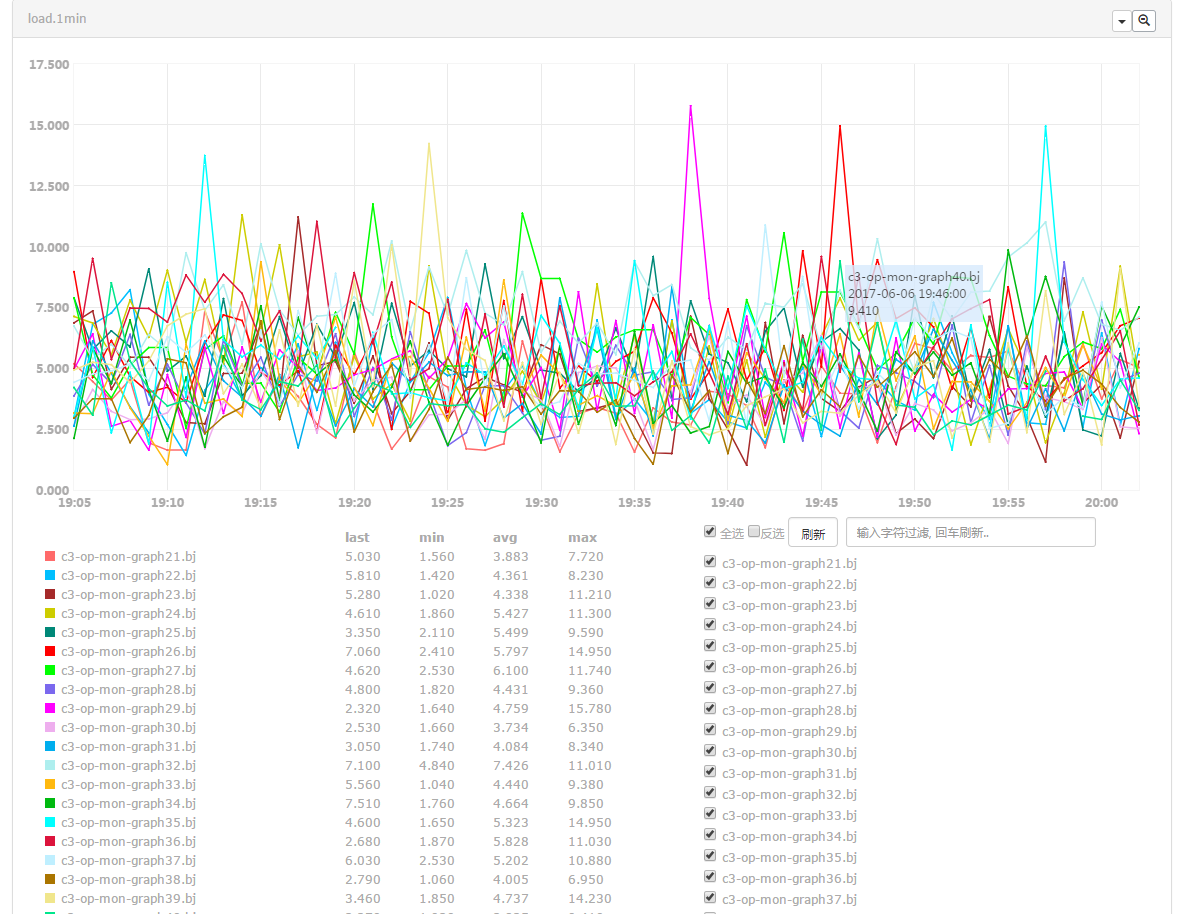 load.1min
17.500
15.000
12.500
10.000
7.500
5.000
2.500
0.000
c3-op-mon-graph40.bj
2017-06-06 19:46:00
9.410
19:05 19:10 19:15 19:20 19:25 19:30 19:35 19:40 19:45 19:50 19:55 20:00
last min avg max
c3-op-mon-graph21.bj 5.030 1.560 3.883 7.720
c3-op-mon-graph22.bj 5.810 1.420 4.361 8.230
c3-op-mon-graph23.bj 5.280 1.020 4.338 11.210
c3-op-mon-graph24.bj 4.610 1.860 5.427 11.300
c3-op-mon-graph25.bj 3.350 2.110 5.499 9.590
c3-op-mon-graph26.bj 7.060 2.410 5.797 14.950
c3-op-mon-graph27.bj 4.620 2.530 6.100 11.740
c3-op-mon-graph28.bj 4.800 1.820 4.431 9.360
c3-op-mon-graph29.bj 2.320 1.640 4.759 15.780
c3-op-mon-graph30.bj 2.530 1.660 3.734 6.350
c3-op-mon-graph31.bj 3.050 1.740 4.084 8.340
c3-op-mon-graph32.bj 7.100 4.840 7.426 11.010
c3-op-mon-graph33.bj 5.560 1.040 4.440 9.380
c3-op-mon-graph34.bj 7.510 1.760 4.664 9.850
c3-op-mon-graph35.bj 4.600 1.650 5.323 14.950
c3-op-mon-graph36.bj 2.680 1.870 5.828 11.030
c3-op-mon-graph37.bj 6.030 2.530 5.202 10.880
c3-op-mon-graph38.bj 2.790 1.060 4.005 6.950
c3-op-mon-graph39.bj 3.460 1.850 4.737 14.230
全选 反选 刷新 输入字符过滤, 回车刷新..
c3-op-mon-graph21.bj
c3-op-mon-graph22.bj
c3-op-mon-graph23.bj
c3-op-mon-graph24.bj
c3-op-mon-graph25.bj
c3-op-mon-graph26.bj
c3-op-mon-graph27.bj
c3-op-mon-graph28.bj
c3-op-mon-graph29.bj
c3-op-mon-graph30.bj
c3-op-mon-graph31.bj
c3-op-mon-graph32.bj
c3-op-mon-graph33.bj
c3-op-mon-graph34.bj
c3-op-mon-graph35.bj
c3-op-mon-graph36.bj
c3-op-mon-graph37.bj